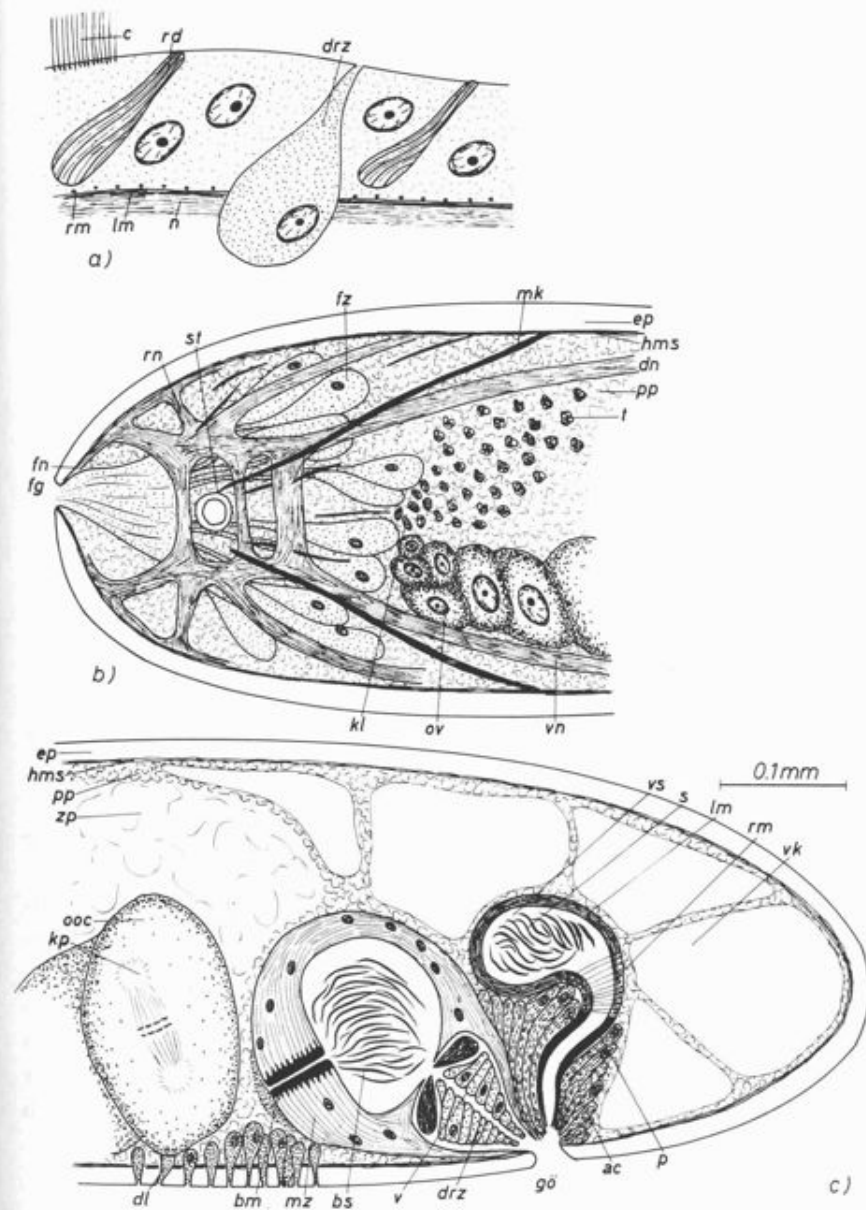 c
rd
drz
rm
lm
n
a)
mk
fz
ep
st
hms
rn
dn
pp
t
fn
fg
b)
kl
ov
vn
ep
hms
pp
zp
vs
s
lm
0.1mm
rm
vk
ooc
kp
dl
bm
mz
bs
v
drz
gö
ac
p
c)